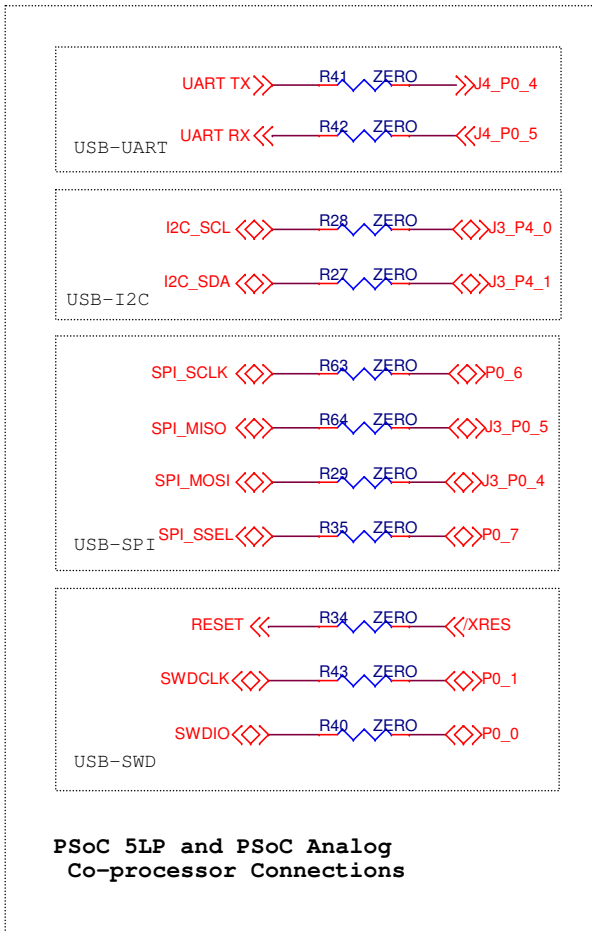 UART TX R41 ZERO J4_P0_4
UART RX R42 ZERO J4_P0_5
USB-UART
I2C_SCL R28 ZERO J3_P4_0
I2C_SDA R27 ZERO J3_P4_1
USB-I2C
SPI_SCLK R63 ZERO P0_6
SPI_MISO R64 ZERO J3_P0_5
SPI_MOSI R29 ZERO J3_P0_4
SPI_SSEL R35 ZERO P0_7
USB-SPI
RESET R34 ZERO /XRES
SWDCLK R43 ZERO P0_1
SWDIO R40 ZERO P0_0
USB-SWD
PSoC 5LP and PSoC Analog
Co-processor Connections